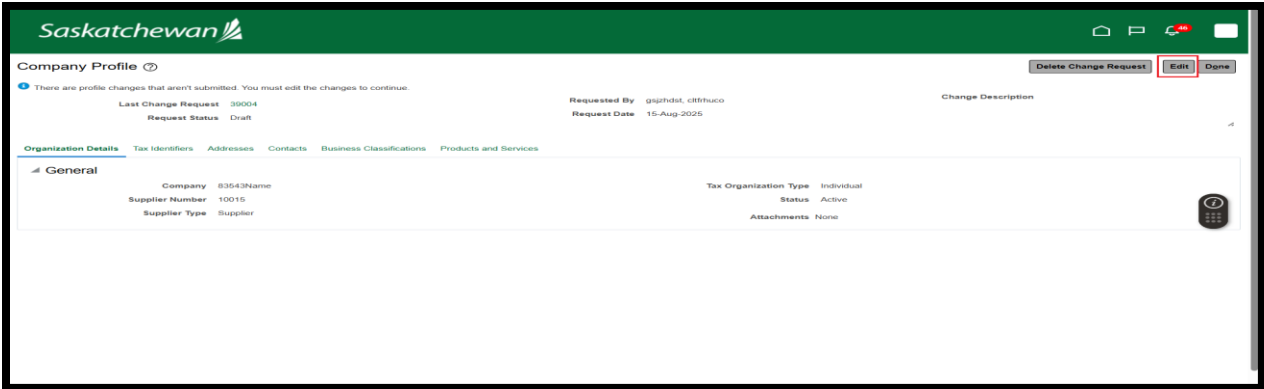 Saskatchewan
46
Company Profile
Delete Change Request Edit Done
There are profile changes that aren't submitted. You must edit the changes to continue.
Last Change Request 39004
Request Status Draft
Requested By gsjzhdst, cltfrhuco
Request Date 15-Aug-2025
Change Description
Organization Details Tax Identifiers Addresses Contacts Business Classifications Products and Services
General
Company 83543Name
Supplier Number 10015
Supplier Type Supplier
Tax Organization Type Individual
Status Active
Attachments None